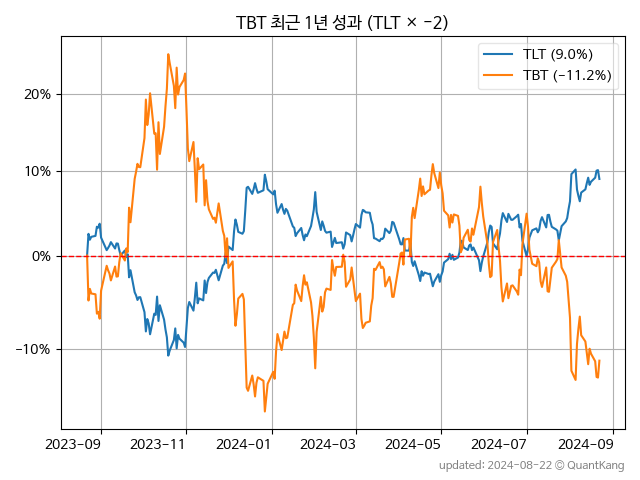 TBT 최근 1년 성과 (TLT × -2)
TLT (9.0%)
TBT (-11.2%)
20%
10%
0%
-10%
2023-09 2023-11 2024-01 2024-03 2024-05 2024-07 2024-09
updated: 2024-08-22 © QuantKang